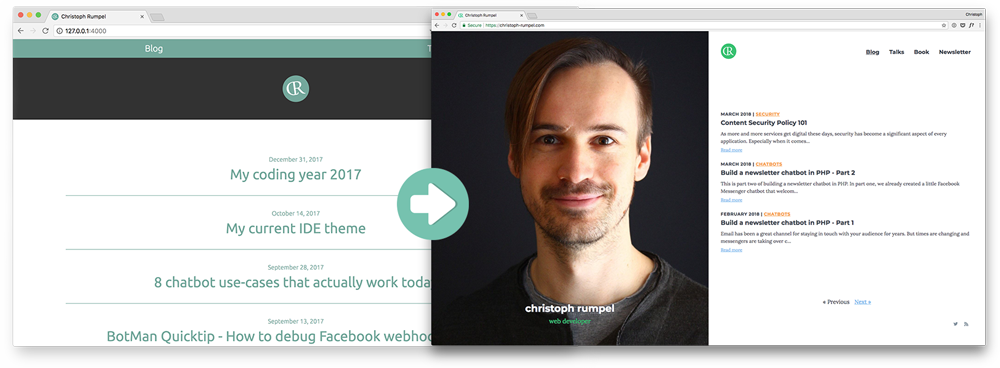 Christoph Rumpel
127.0.0.1:4000
Blog
T
CR
December 31, 2017
My coding year 2017
October 14, 2017
My current IDE theme
September 28, 2017
8 chatbot use-cases that actually work toda
September 13, 2017
BotMan Quicktip - How to debug Facebook webhoo
Christoph Rumpel
Christoph
Secure | https://christoph-rumpel.com
christoph rumpel
web developer
CR
Blog Talks Book Newsletter
MARCH 2018 | SECURITY
Content Security Policy 101
As more and more services get digital these days, security has become a significant aspect of every
application. Especially when it comes...
Read more
MARCH 2018 | CHATBOTS
Build a newsletter chatbot in PHP - Part 2
This is part two of building a newsletter chatbot in PHP. In part one, we already created a little Facebook
Messenger chatbot that welcom...
Read more
FEBRUARY 2018 | CHATBOTS
Build a newsletter chatbot in PHP - Part 1
Email has been a great channel for staying in touch with your audience for years. But times are changing and
messengers are taking over c...
Read more
« Previous Next »